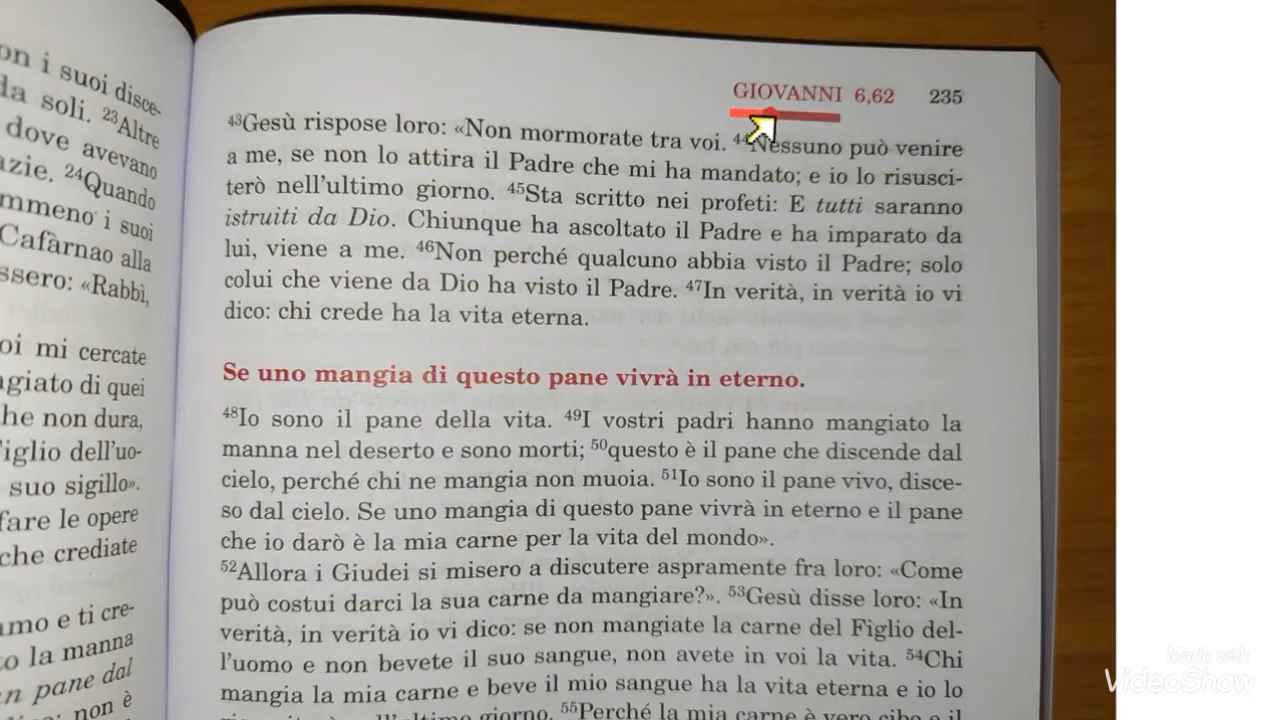 on i suoi disce-
da soli. 23Altre
dove avevano
azie. 24Quando
mmeno i suoi
Cafàrnao alla
ssero: «Rabbì,
oi mi cercate
ngiato di quei
he non dura,
Figlio dell'uo-
suo sigillo».
fare le opere
che crediate
amo e ti cre-
to la manna
un pane dal
non è
GIOVANNI 6,62 235
43Gesù rispose loro: «Non mormorate tra voi. 44Nessuno può venire
a me, se non lo attira il Padre che mi ha mandato; e io lo risusci-
terò nell'ultimo giorno. 45Sta scritto nei profeti: E tutti saranno
istruiti da Dio. Chiunque ha ascoltato il Padre e ha imparato da
lui, viene a me. 46Non perché qualcuno abbia visto il Padre; solo
colui che viene da Dio ha visto il Padre. 47In verità, in verità io vi
dico: chi crede ha la vita eterna.
Se uno mangia di questo pane vivrà in eterno.
48Io sono il pane della vita. 49I vostri padri hanno mangiato la
manna nel deserto e sono morti; 50questo è il pane che discende dal
cielo, perché chi ne mangia non muoia. 51Io sono il pane vivo, disce-
so dal cielo. Se uno mangia di questo pane vivrà in eterno e il pane
che io darò è la mia carne per la vita del mondo».
52Allora i Giudei si misero a discutere aspramente fra loro: «Come
può costui darci la sua carne da mangiare?». 53Gesù disse loro: «In
verità, in verità io vi dico: se non mangiate la carne del Figlio del-
l'uomo e non bevete il suo sangue, non avete in voi la vita. 54Chi
mangia la mia carne e beve il mio sangue ha la vita eterna e io lo
giorno. 55Perché la mia carne è vero cibo e il
Made with
VideoShow